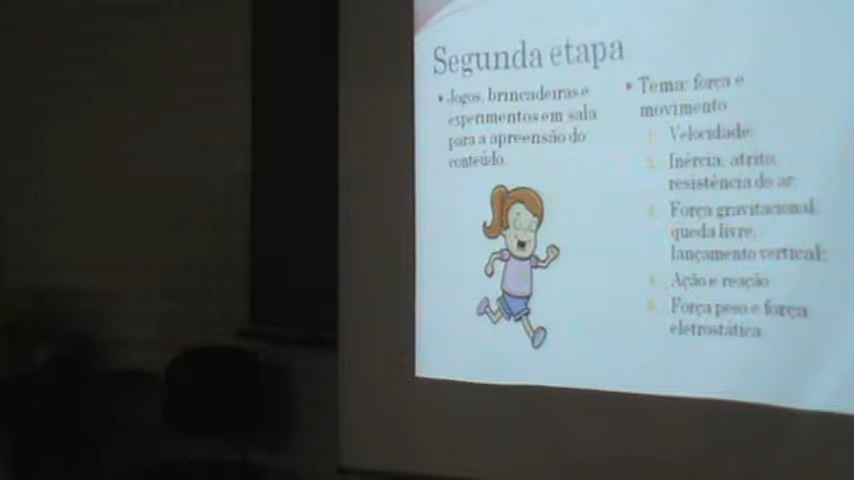 Segunda etapa
• Jogos, brincadeiras e
experimentos em sala
para a apreensão do
conteúdo.
• Tema: força e
movimento
Velocidade;
Inércia, atrito,
resistência do ar;
Força gravitacional,
queda livre,
lançamento vertical;
Ação e reação
Força peso e força
eletrostática